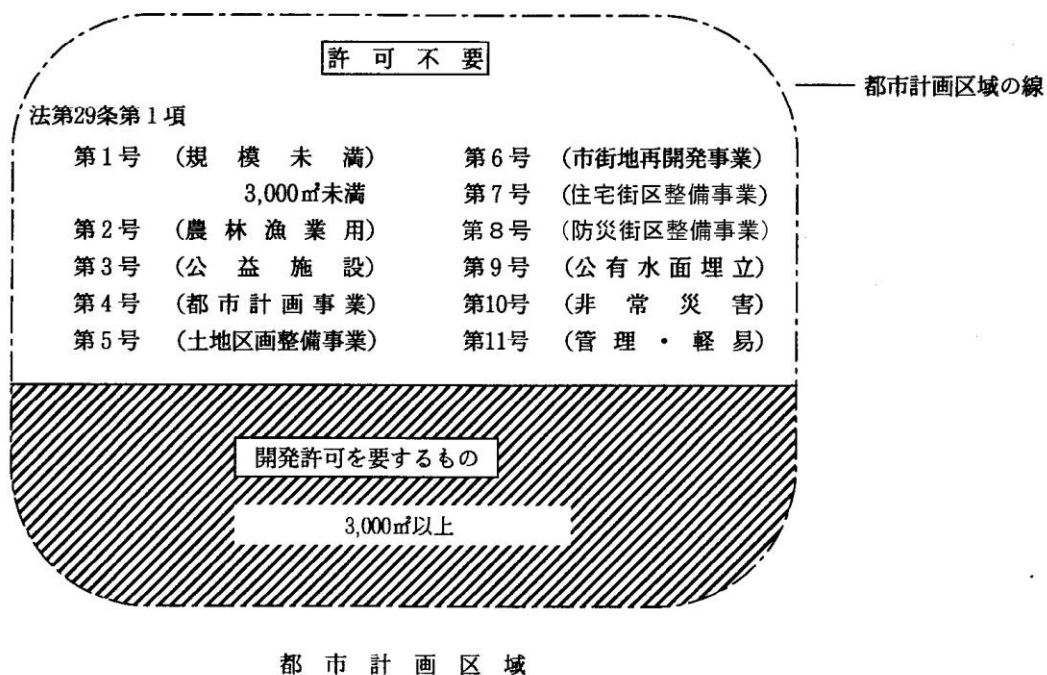 許可不要
都市計画区域の線
法第29条第1項
第1号 (規模未満)
3,000㎡未満
第2号 (農林漁業用)
第3号 (公益施設)
第4号 (都市計画事業)
第5号 (土地区画整備事業)
第6号 (市街地再開発事業)
第7号 (住宅街区整備事業)
第8号 (防災街区整備事業)
第9号 (公有水面埋立)
第10号 (非常災害)
第11号 (管理・軽易)
開発許可を要するもの
3,000㎡以上
都市計画区域